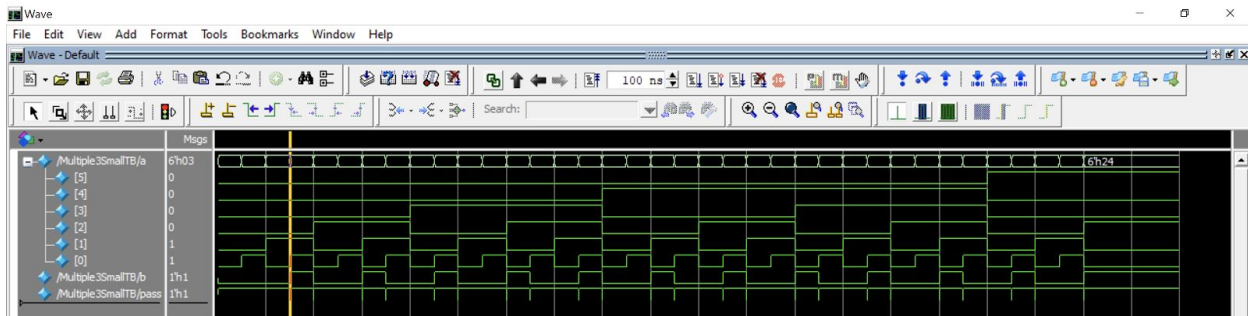 Wave
File Edit View Add Format Tools Bookmarks Window Help
Wave - Default
100 ns
Search:
Msgs
/Multiple3SmallTB/a 6'h03 6'h24
[5] 0
[4] 0
[3] 0
[2] 0
[1] 1
[0] 1
/Multiple3SmallTB/b 1'h1
/Multiple3SmallTB/pass 1'h1